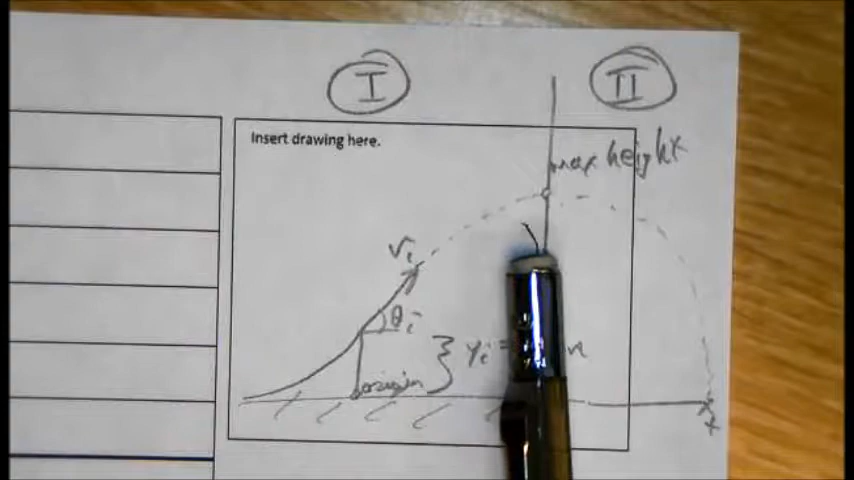 I
II
Insert drawing here.
max height
vᵢ
θᵢ
yᵢ =
origin
x